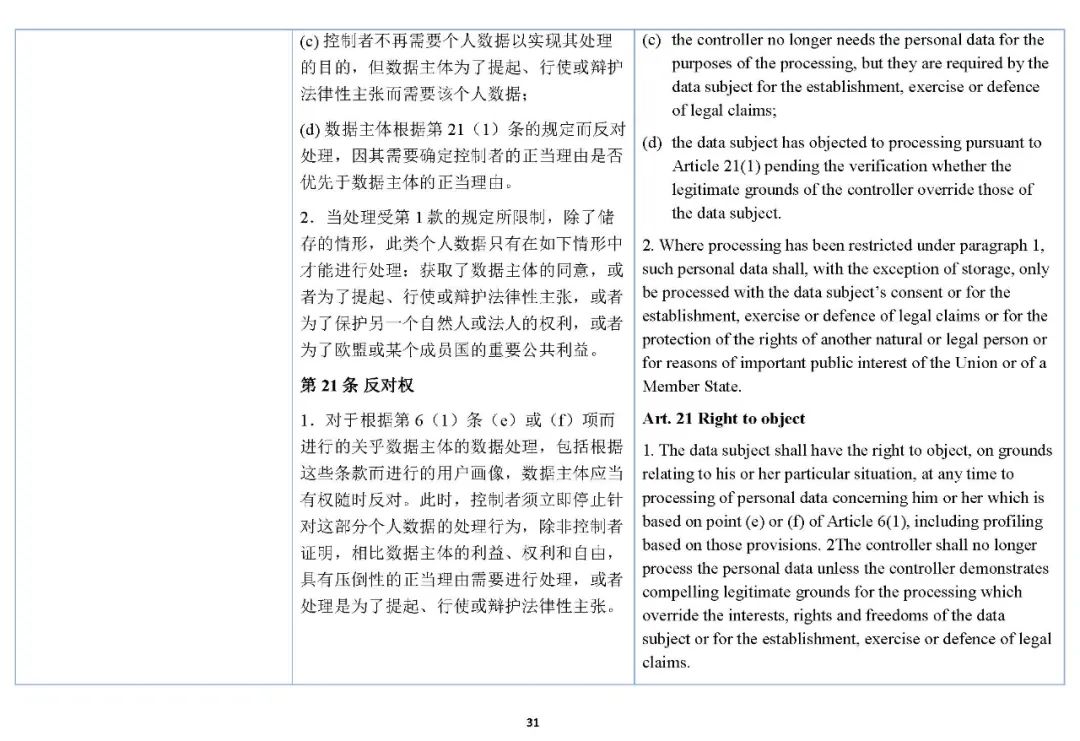 (c) 控制者不再需要个人数据以实现其处理
的目的，但数据主体为了提起、行使或辩护
法律性主张而需要该个人数据；
(d) 数据主体根据第 21（1）条的规定而反对
处理，因其需要确定控制者的正当理由是否
优先于数据主体的正当理由。
2．当处理受第 1 款的规定所限制，除了储
存的情形，此类个人数据只有在如下情形中
才能进行处理：获取了数据主体的同意，或
者为了提起、行使或辩护法律性主张，或者
为了保护另一个自然人或法人的权利，或者
为了欧盟或某个成员国的重要公共利益。
第 21 条 反对权
1．对于根据第 6（1）条（e）或（f）项而
进行的关乎数据主体的数据处理，包括根据
这些条款而进行的用户画像，数据主体应当
有权随时反对。此时，控制者须立即停止针
对这部分个人数据的处理行为，除非控制者
证明，相比数据主体的利益、权利和自由，
具有压倒性的正当理由需要进行处理，或者
处理是为了提起、行使或辩护法律性主张。
(c) the controller no longer needs the personal data for the
purposes of the processing, but they are required by the
data subject for the establishment, exercise or defence
of legal claims;
(d) the data subject has objected to processing pursuant to
Article 21(1) pending the verification whether the
legitimate grounds of the controller override those of
the data subject.
2. Where processing has been restricted under paragraph 1,
such personal data shall, with the exception of storage, only
be processed with the data subject’s consent or for the
establishment, exercise or defence of legal claims or for the
protection of the rights of another natural or legal person or
for reasons of important public interest of the Union or of a
Member State.
Art. 21 Right to object
1. The data subject shall have the right to object, on grounds
relating to his or her particular situation, at any time to
processing of personal data concerning him or her which is
based on point (e) or (f) of Article 6(1), including profiling
based on those provisions. 2The controller shall no longer
process the personal data unless the controller demonstrates
compelling legitimate grounds for the processing which
override the interests, rights and freedoms of the data
subject or for the establishment, exercise or defence of legal
claims.
31